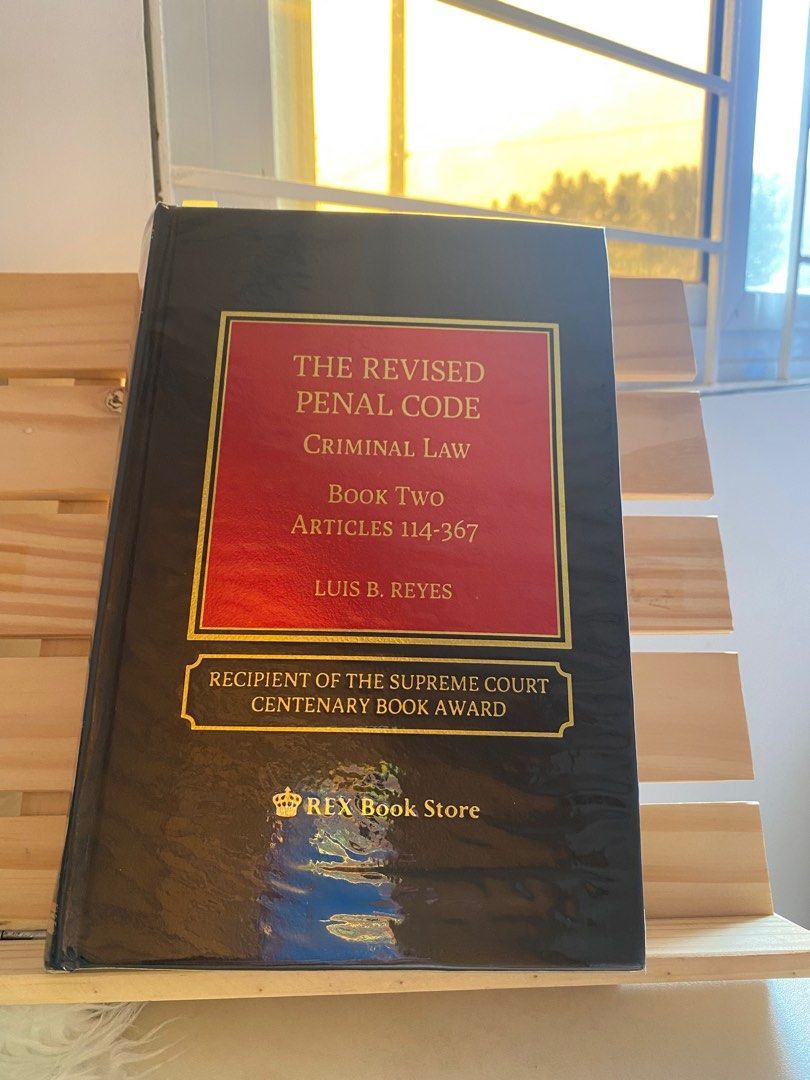 THE REVISED
PENAL CODE
CRIMINAL LAW
BOOK TWO
ARTICLES 114-367
LUIS B. REYES
RECIPIENT OF THE SUPREME COURT
CENTENARY BOOK AWARD
REX Book Store